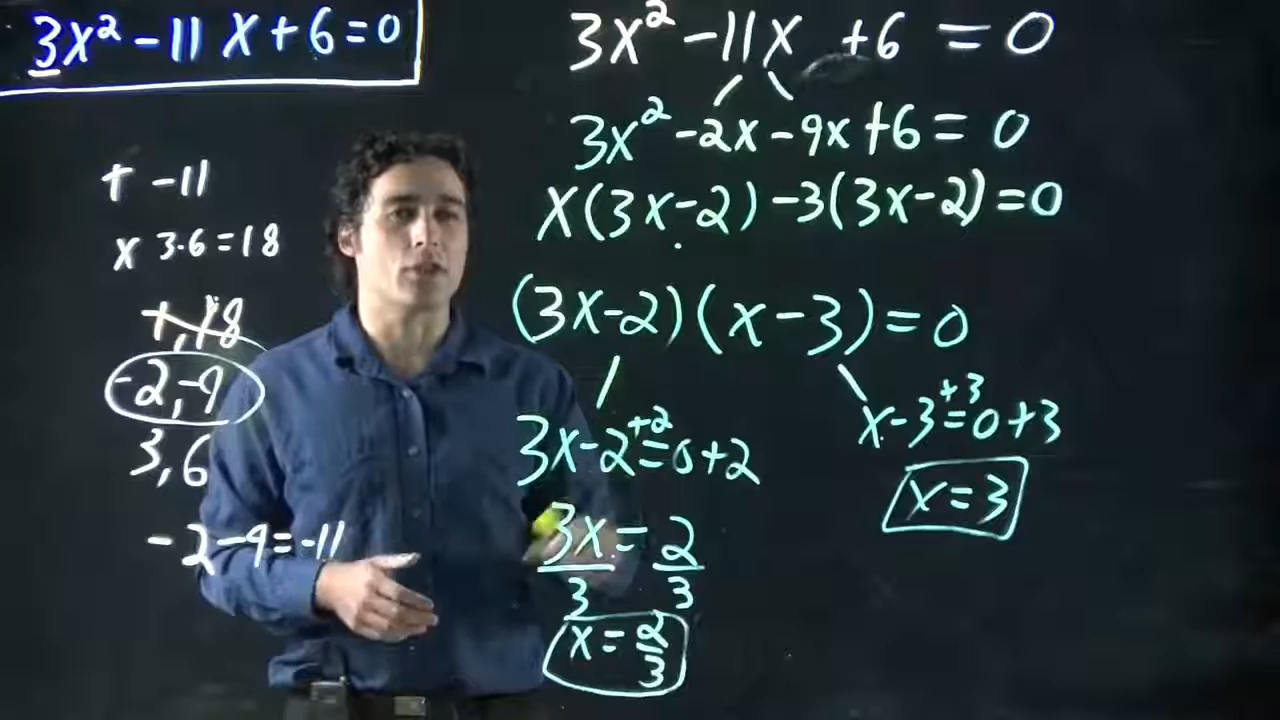 3x² -11 x + 6 = 0
+ -11
x 3·6 = 18
1, 18
-2, -9
3, 6
-2 -9 = -11
3x² -11x +6 = 0
3x² -2x -9x +6 = 0
x(3x-2) -3(3x-2) = 0
(3x-2)(x-3) = 0
3x-2 +2 = 0+2
3x = 2
3 3
x = 2/3
x-3 +3 = 0+3
x = 3